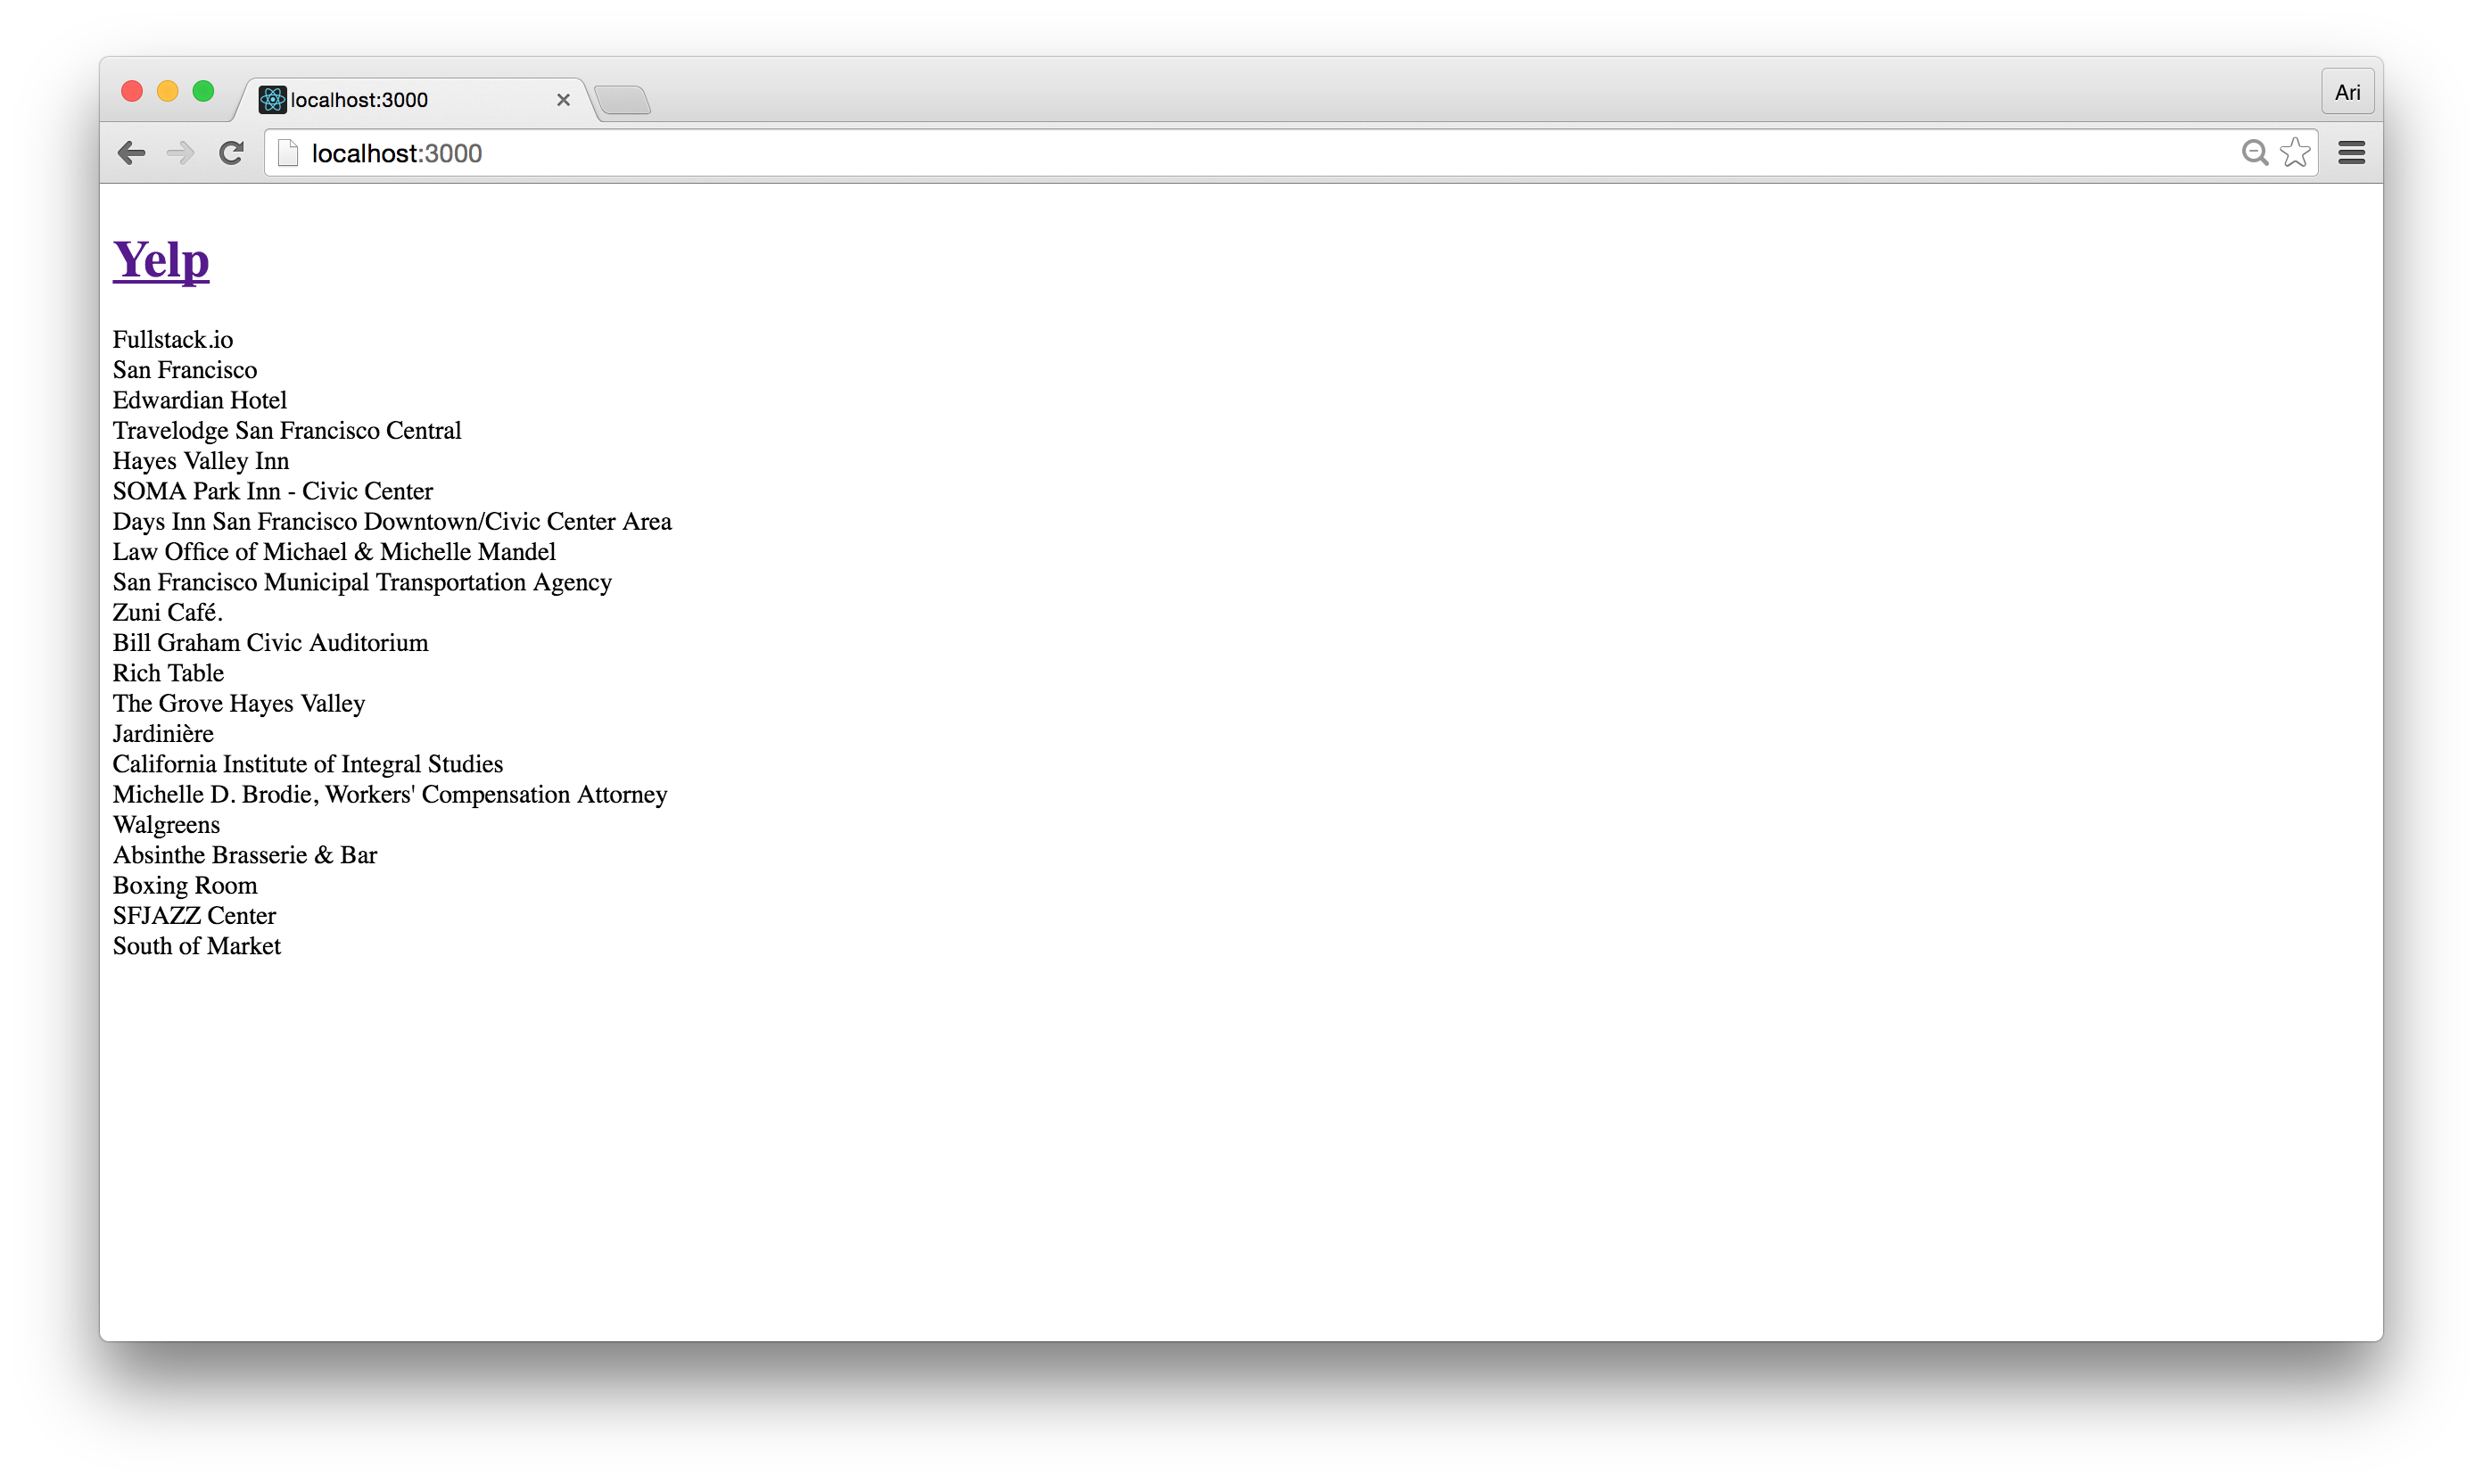 localhost:3000
Ari
localhost:3000
Yelp
Fullstack.io
San Francisco
Edwardian Hotel
Travelodge San Francisco Central
Hayes Valley Inn
SOMA Park Inn - Civic Center
Days Inn San Francisco Downtown/Civic Center Area
Law Office of Michael & Michelle Mandel
San Francisco Municipal Transportation Agency
Zuni Café.
Bill Graham Civic Auditorium
Rich Table
The Grove Hayes Valley
Jardinière
California Institute of Integral Studies
Michelle D. Brodie, Workers' Compensation Attorney
Walgreens
Absinthe Brasserie & Bar
Boxing Room
SFJAZZ Center
South of Market